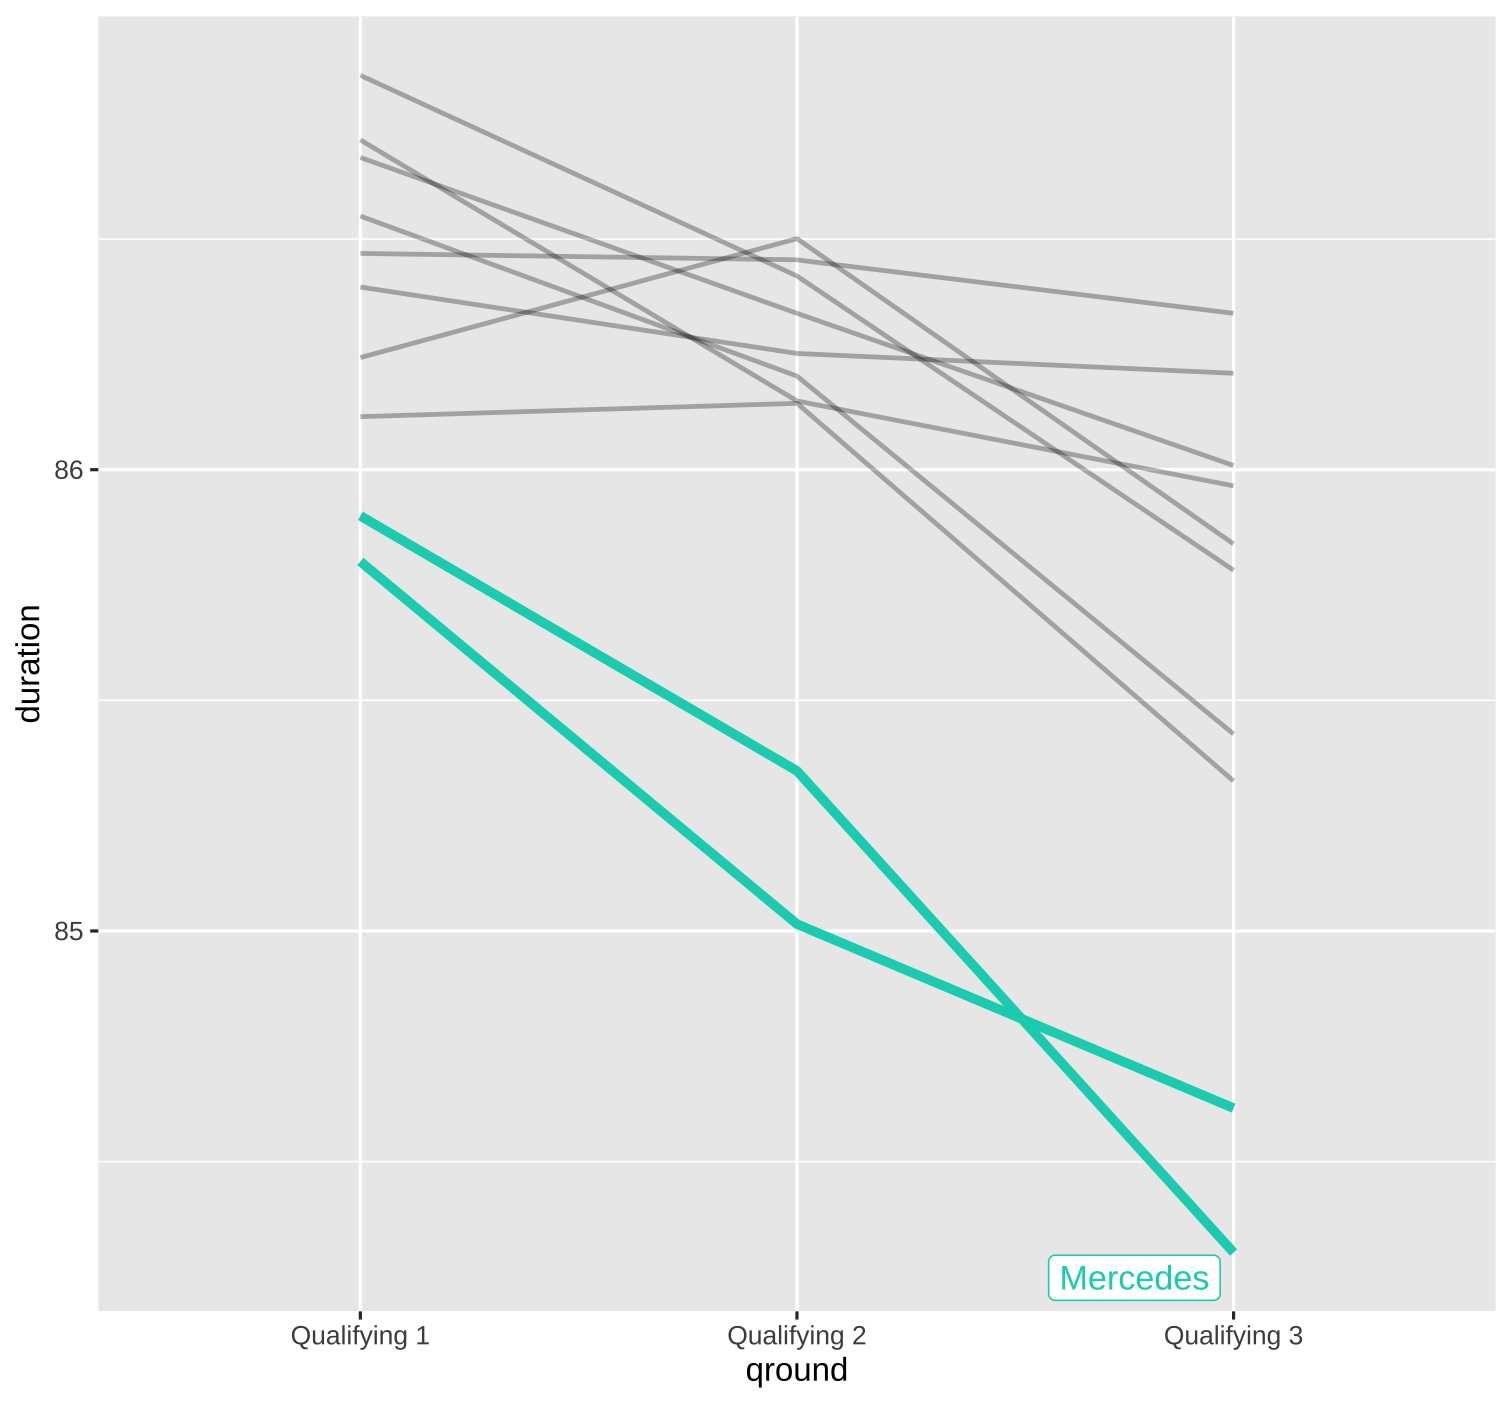 duration
86
85
Mercedes
Qualifying 1
Qualifying 2
Qualifying 3
qround